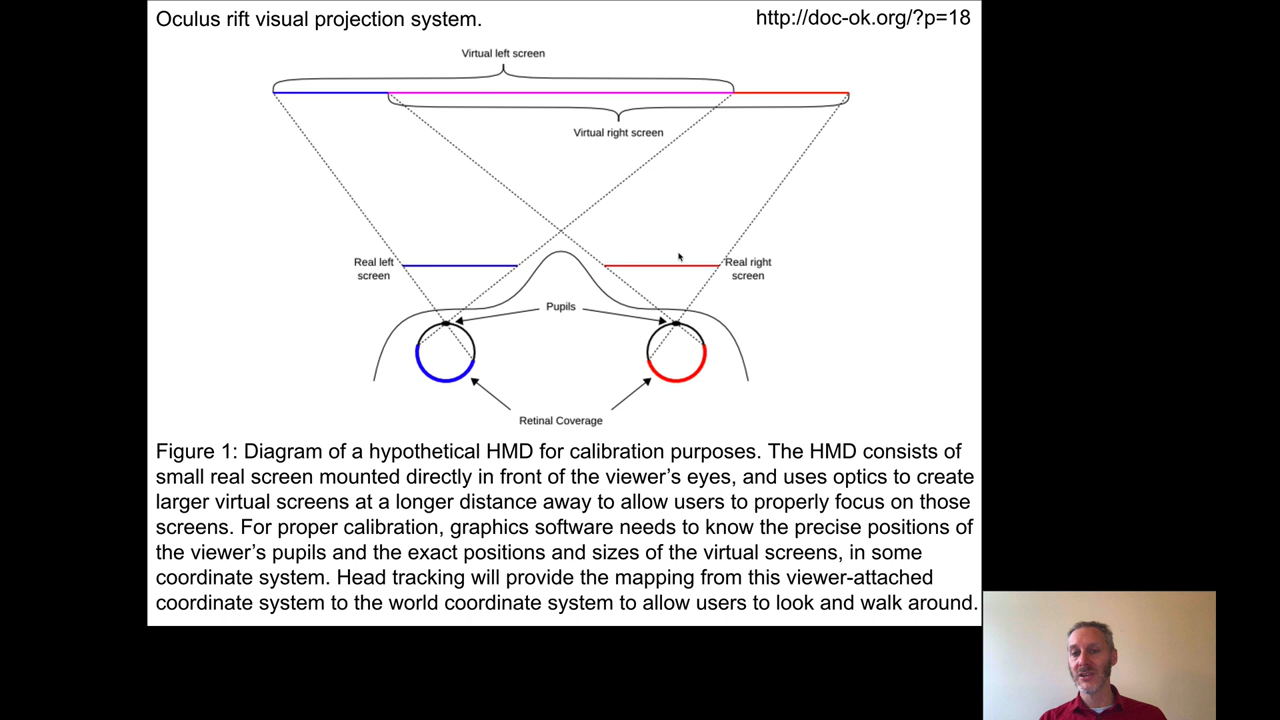 Oculus rift visual projection system.
http://doc-ok.org/?p=18
Virtual left screen
Virtual right screen
Real left
screen
Real right
screen
Pupils
Retinal Coverage
Figure 1: Diagram of a hypothetical HMD for calibration purposes. The HMD consists of
small real screen mounted directly in front of the viewer’s eyes, and uses optics to create
larger virtual screens at a longer distance away to allow users to properly focus on those
screens. For proper calibration, graphics software needs to know the precise positions of
the viewer’s pupils and the exact positions and sizes of the virtual screens, in some
coordinate system. Head tracking will provide the mapping from this viewer-attached
coordinate system to the world coordinate system to allow users to look and walk around.